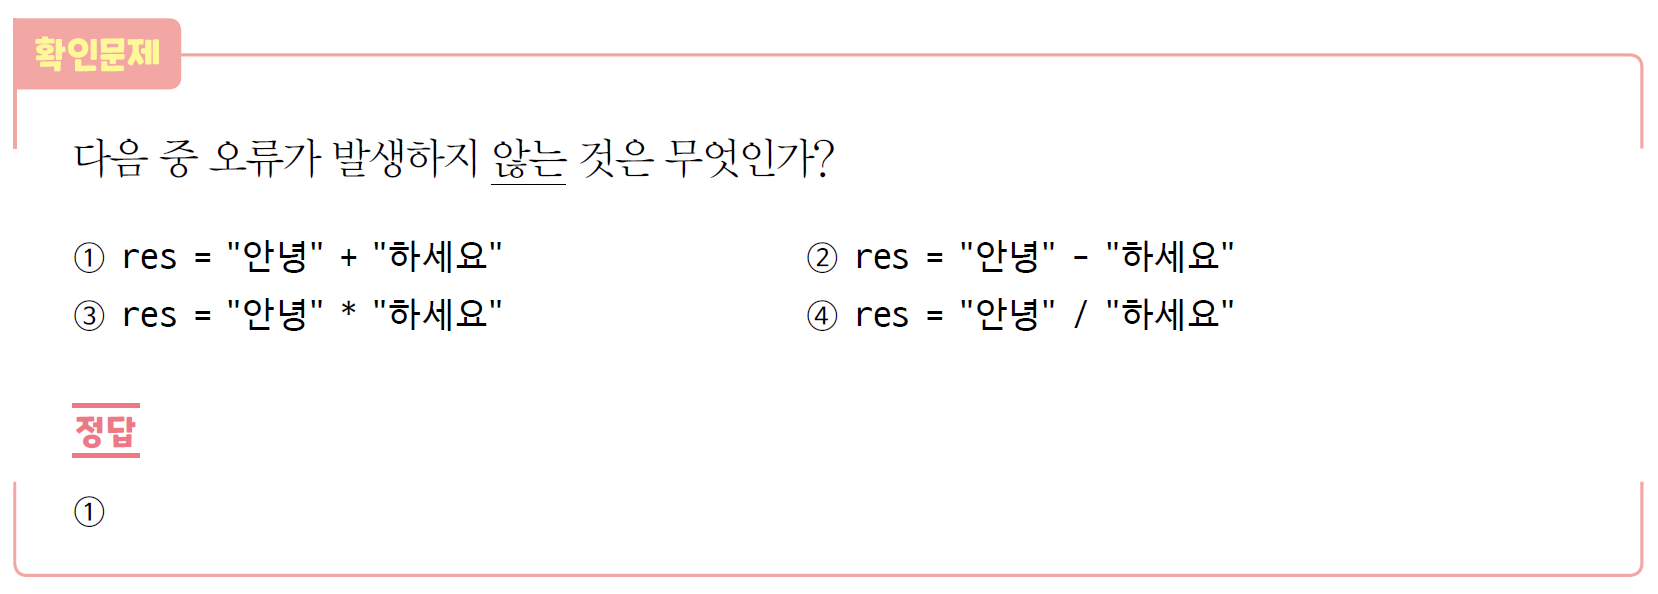 확인문제
다음 중 오류가 발생하지 않는 것은 무엇인가?
① res = "안녕" + "하세요" ② res = "안녕" - "하세요"
③ res = "안녕" * "하세요" ④ res = "안녕" / "하세요"
정답
①